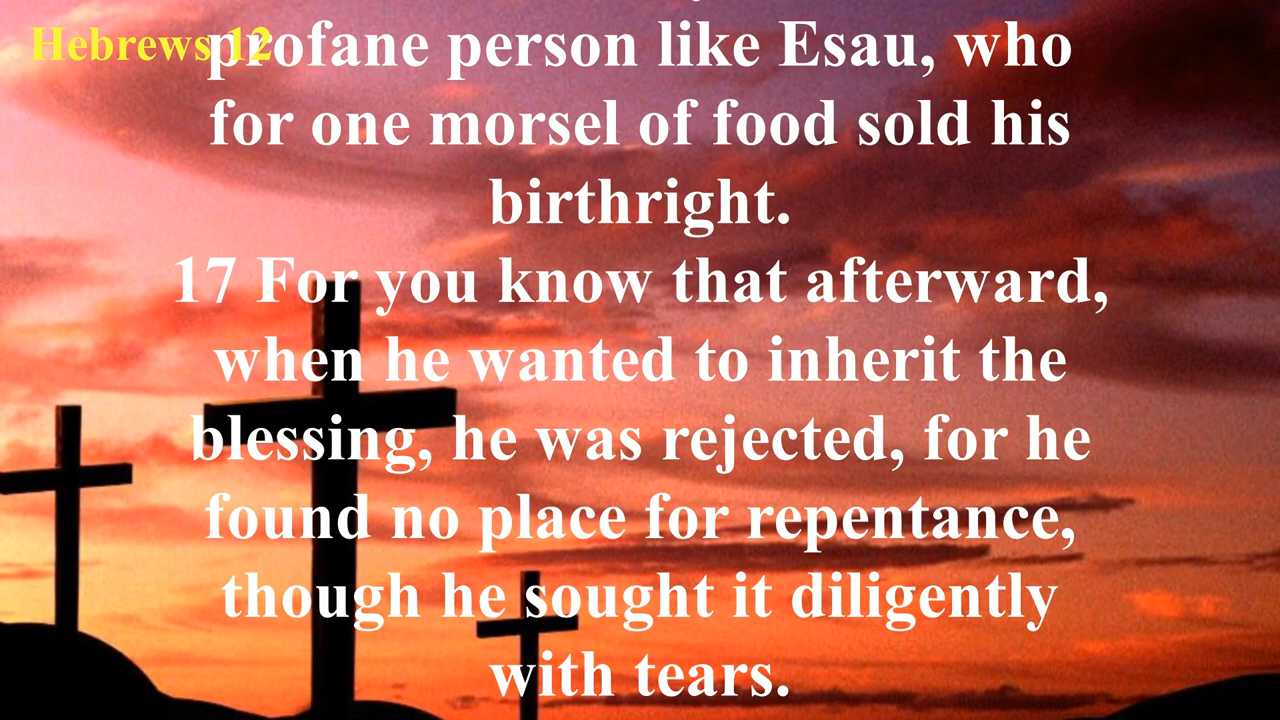 Hebrews 12
profane person like Esau, who
for one morsel of food sold his
birthright.
17 For you know that afterward,
when he wanted to inherit the
blessing, he was rejected, for he
found no place for repentance,
though he sought it diligently
with tears.